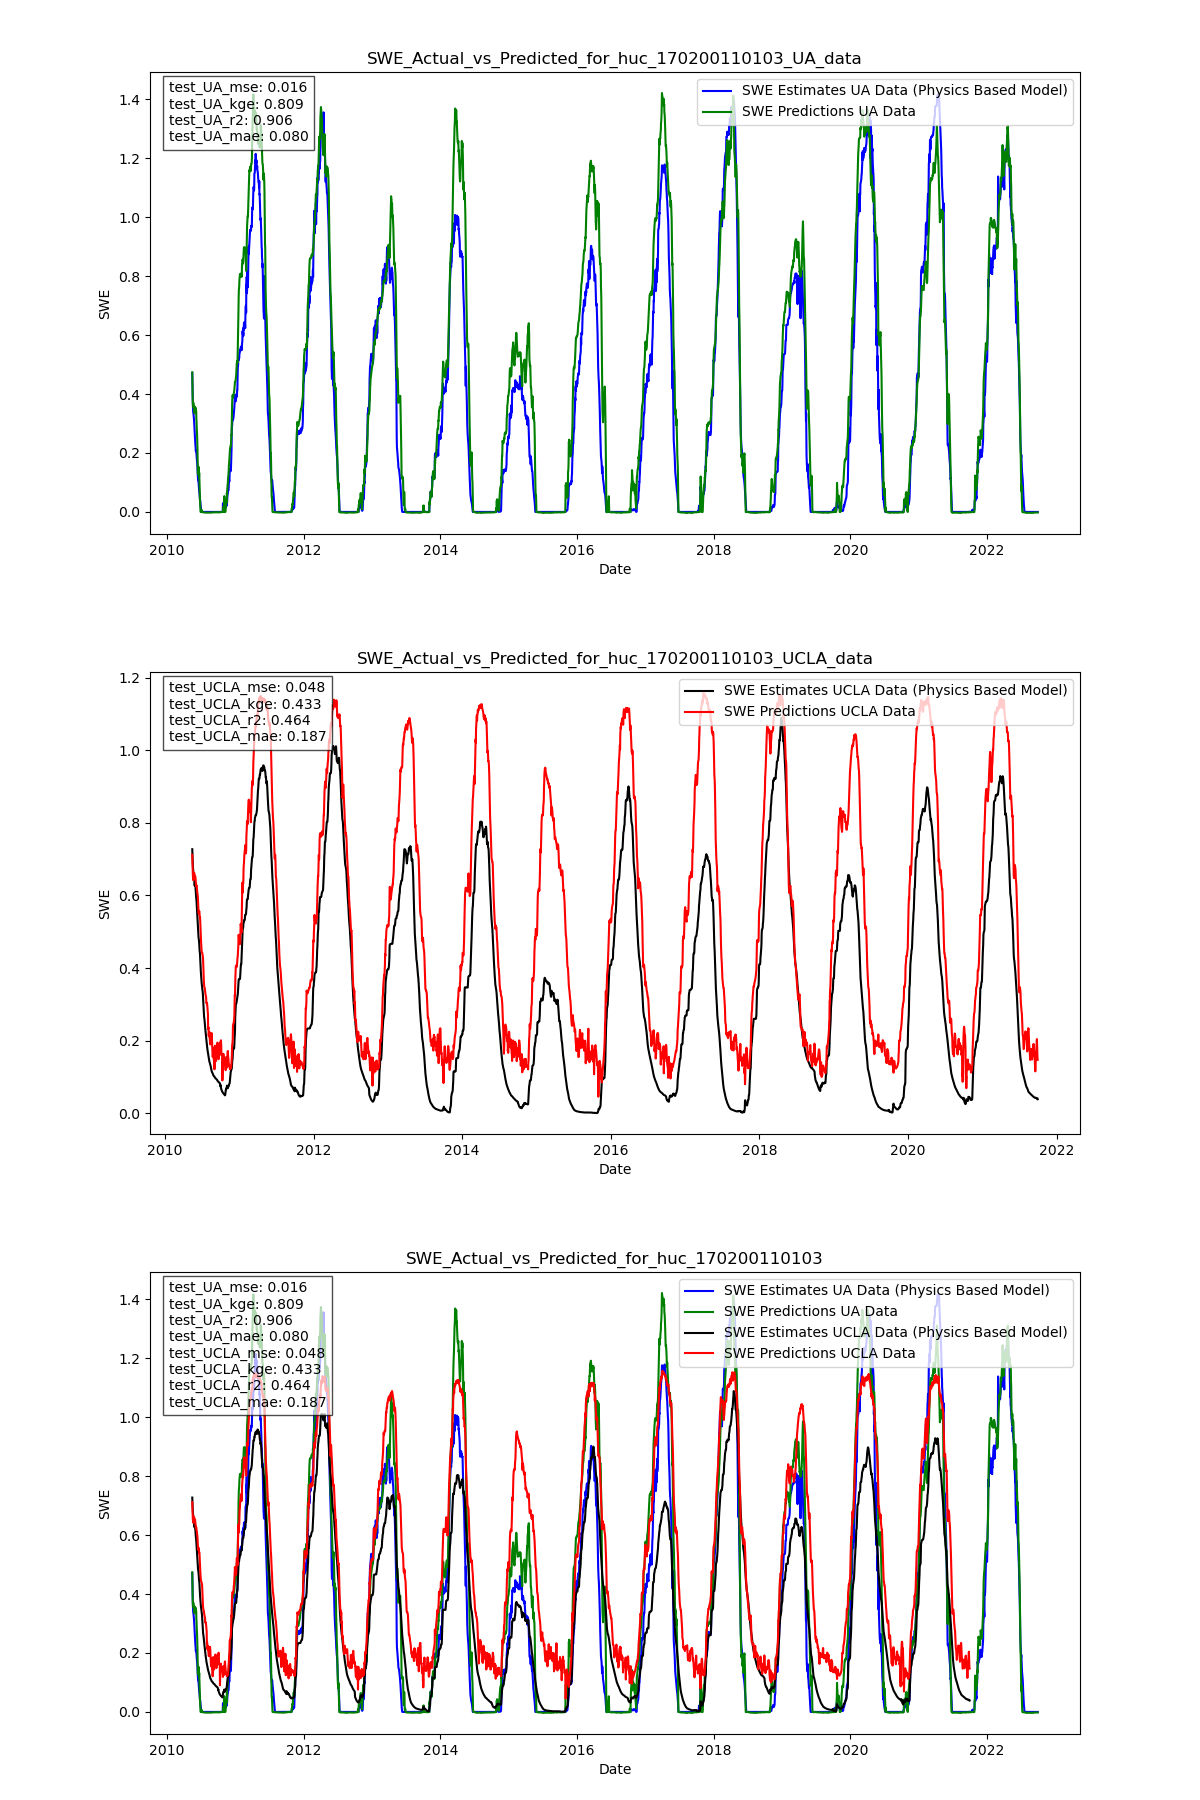 SWE_Actual_vs_Predicted_for_huc_170200110103_UA_data
test_UA_mse: 0.016
test_UA_kge: 0.809
test_UA_r2: 0.906
test_UA_mae: 0.080
SWE Estimates UA Data (Physics Based Model)
SWE Predictions UA Data
1.4
1.2
1.0
0.8
0.6
0.4
0.2
0.0
SWE
2010 2012 2014 2016 2018 2020 2022
Date
SWE_Actual_vs_Predicted_for_huc_170200110103_UCLA_data
test_UCLA_mse: 0.048
test_UCLA_kge: 0.433
test_UCLA_r2: 0.464
test_UCLA_mae: 0.187
SWE Estimates UCLA Data (Physics Based Model)
SWE Predictions UCLA Data
1.2
1.0
0.8
0.6
0.4
0.2
0.0
SWE
2010 2012 2014 2016 2018 2020 2022
Date
SWE_Actual_vs_Predicted_for_huc_170200110103
test_UA_mse: 0.016
test_UA_kge: 0.809
test_UA_r2: 0.906
test_UA_mae: 0.080
test_UCLA_mse: 0.048
test_UCLA_kge: 0.433
test_UCLA_r2: 0.464
test_UCLA_mae: 0.187
SWE Estimates UA Data (Physics Based Model)
SWE Predictions UA Data
SWE Estimates UCLA Data (Physics Based Model)
SWE Predictions UCLA Data
1.4
1.2
1.0
0.8
0.6
0.4
0.2
0.0
SWE
2010 2012 2014 2016 2018 2020 2022
Date